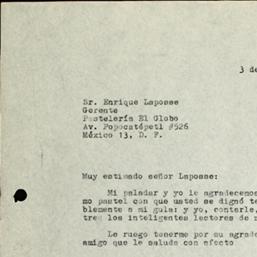 3 de
Sr. Enrique Laposse
Gerente
Pastelería El Globo
Av. Popocatépetl #526
México 13, D. F.
Muy estimado señor Laposse:
Mi paladar y yo le agradecemos
mo pastel con que usted se dignó te
blemente a mi gula: y yo, contarle,
tres los inteligentes lectores de
Le ruego tenerme por su agrade
amigo que le saluda con efecto